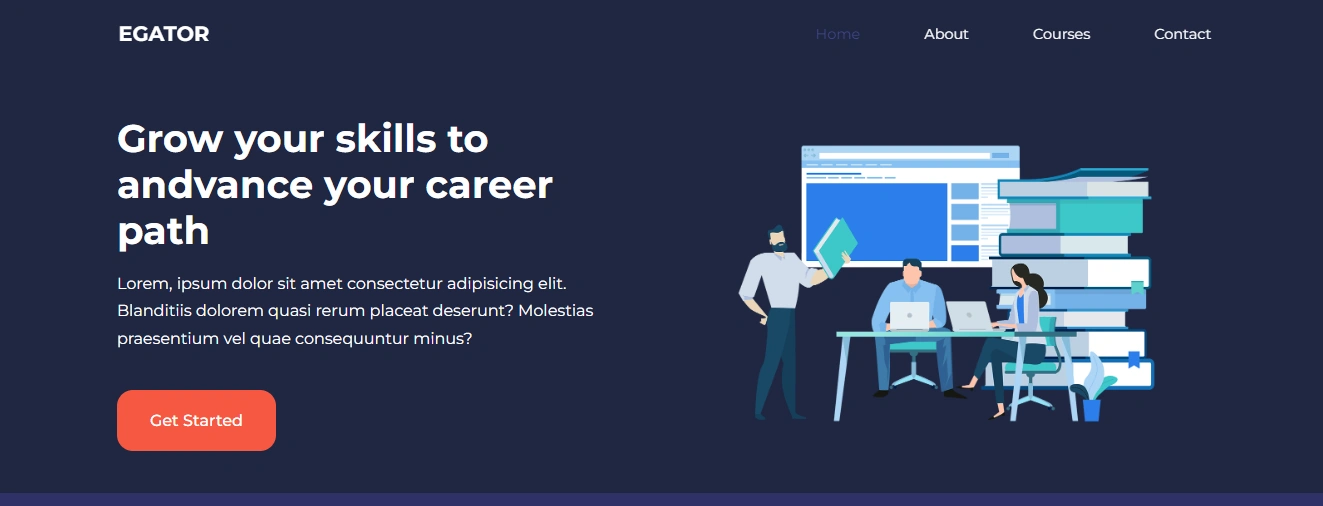 EGATOR
Home
About
Courses
Contact
Grow your skills to
andvance your career
path
Lorem, ipsum dolor sit amet consectetur adipisicing elit.
Blanditiis dolorem quasi rerum placeat deserunt? Molestias
praesentium vel quae consequuntur minus?
Get Started